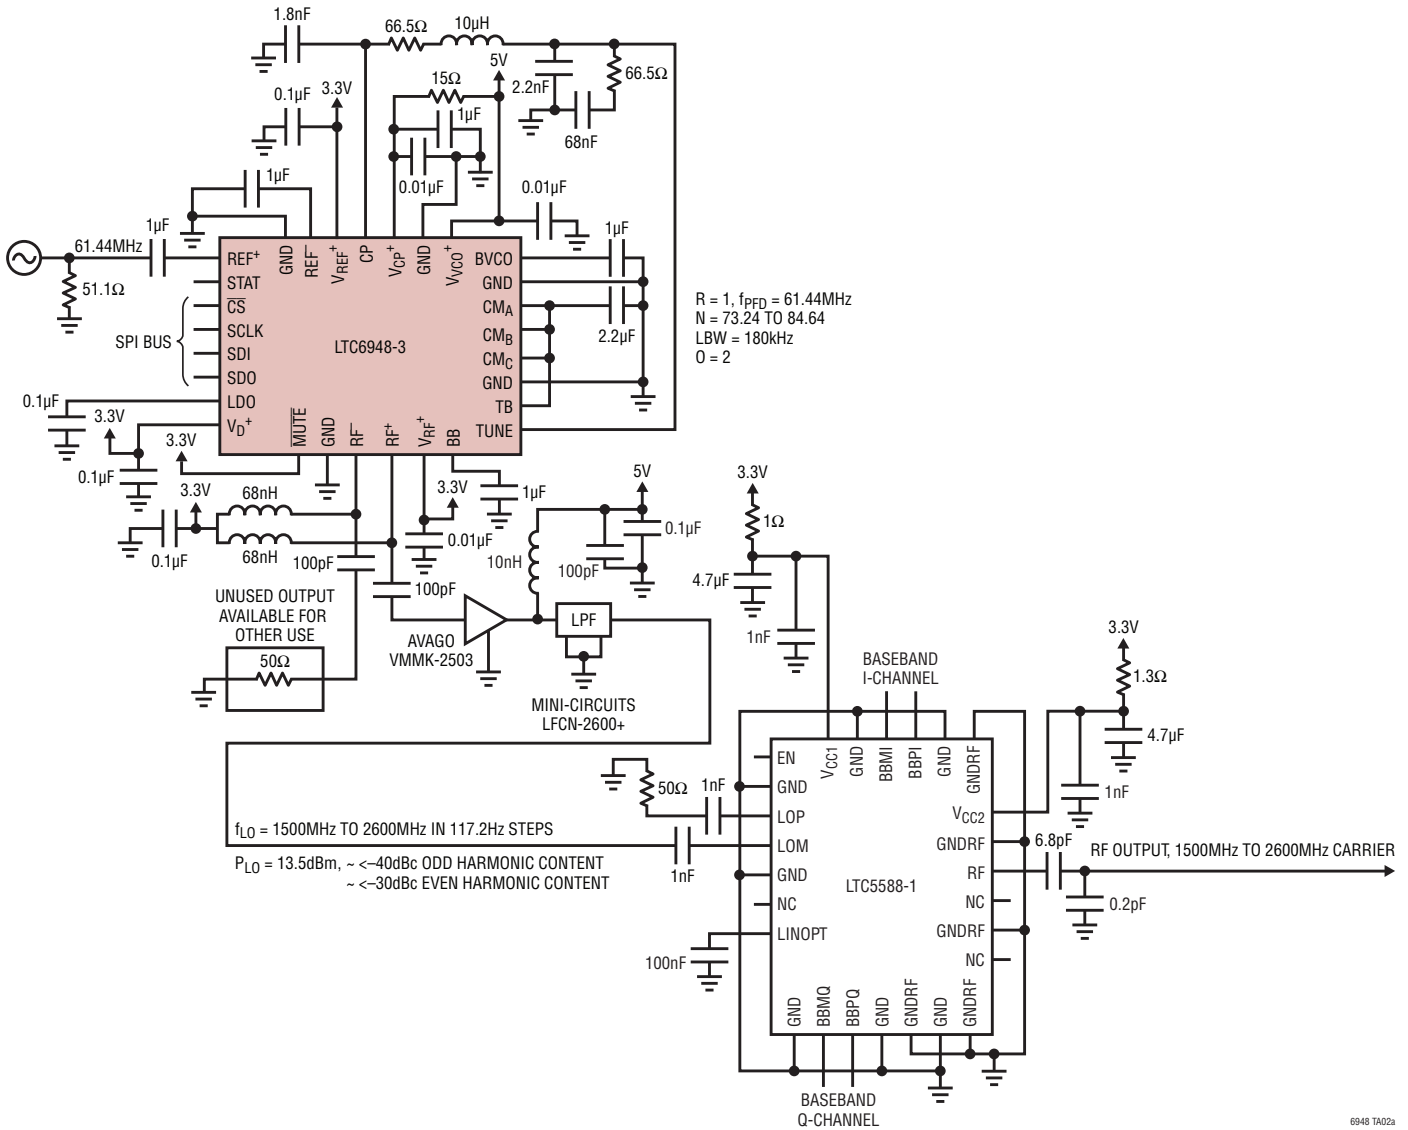 1.8nF
66.5Ω
10µH
5V
66.5Ω
2.2nF
68nF
15Ω
3.3V
0.1µF
1µF
0.01µF
0.01µF
1µF
1µF
61.44MHz
51.1Ω
1µF
2.2µF
REF+
STAT
CS
SCLK
SDI
SDO
LDO
VD+
SPI BUS
GND
REF–
VREF+
CP
VCP+
GND
VVCO+
BVCO
GND
CMA
CMB
CMC
GND
TB
TUNE
LTC6948-3
MUTE
GND
RF–
RF+
VRF+
BB
R = 1, fPFD = 61.44MHz
N = 73.24 TO 84.64
LBW = 180kHz
O = 2
0.1µF
3.3V
3.3V
0.1µF
3.3V
68nH
68nH
0.1µF
100pF
100pF
3.3V
0.01µF
1µF
5V
0.1µF
10nH
100pF
UNUSED OUTPUT
AVAILABLE FOR
OTHER USE
50Ω
AVAGO
VMMK-2503
LPF
MINI-CIRCUITS
LFCN-2600+
3.3V
1Ω
4.7µF
1nF
BASEBAND
I-CHANNEL
3.3V
1.3Ω
4.7µF
1nF
50Ω
1nF
1nF
fLO = 1500MHz TO 2600MHz IN 117.2Hz STEPS
PLO = 13.5dBm, ~ <–40dBc ODD HARMONIC CONTENT
~ <–30dBc EVEN HARMONIC CONTENT
100nF
EN
GND
LOP
LOM
GND
NC
LINOPT
VCC1
GND
BBMI
BBPI
GND
GNDRF
VCC2
GNDRF
RF
NC
GNDRF
NC
LTC5588-1
GND
BBMQ
BBPQ
GND
GNDRF
GND
GNDRF
6.8pF
RF OUTPUT, 1500MHz TO 2600MHz CARRIER
0.2pF
BASEBAND
Q-CHANNEL
6948 TA02a